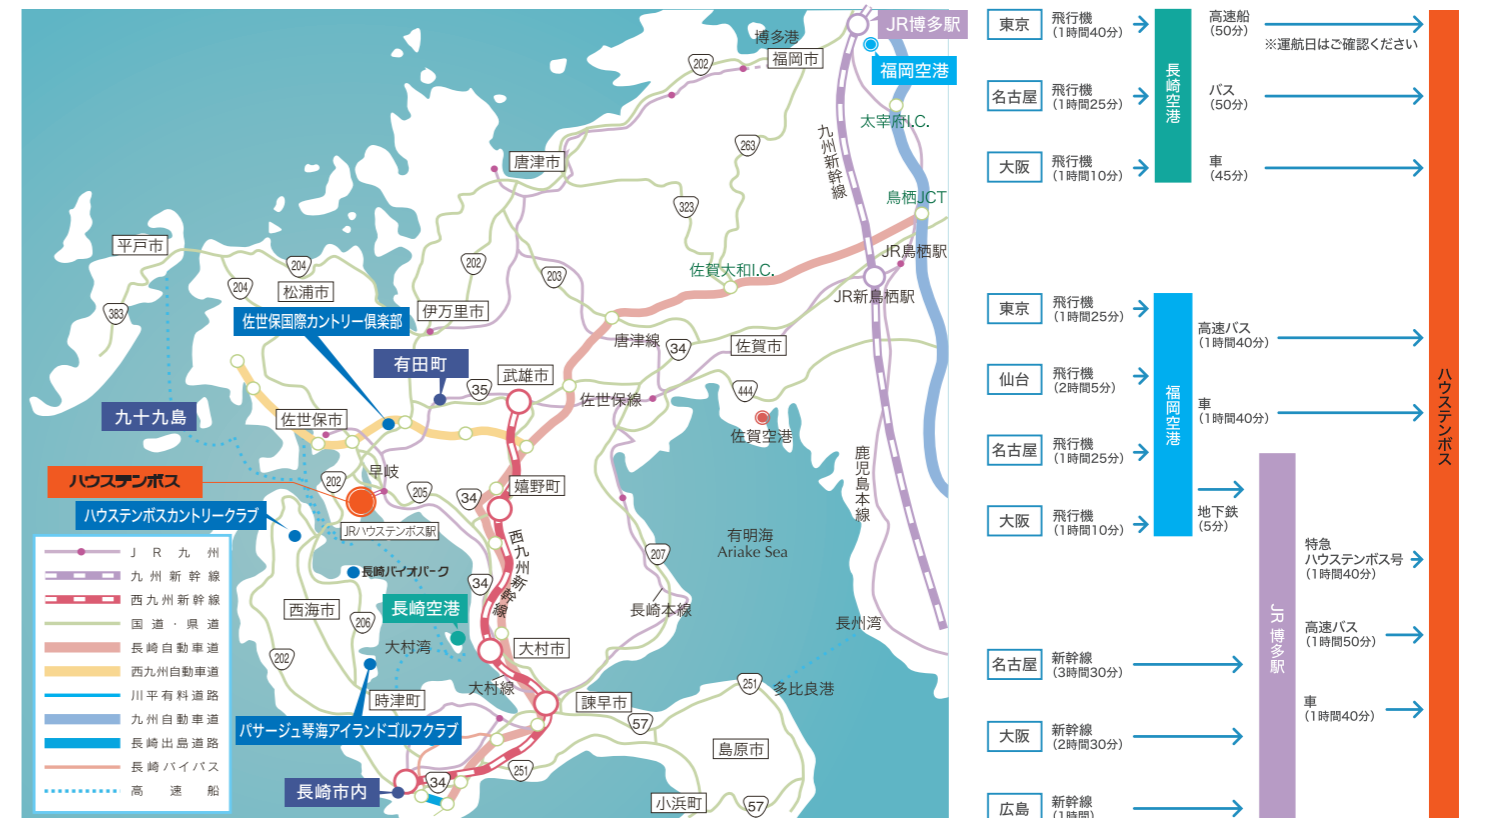 JR博多駅
博多港
福岡市
202
福岡空港
太宰府I.C.
263
九州新幹線
唐津市
鳥栖JCT
323
JR鳥栖駅
平戸市
204
202
203
佐賀大和I.C.
204
松浦市
JR新鳥栖駅
383
伊万里市
佐世保国際カントリー倶楽部
唐津線
34
佐賀市
有田町
武雄市
35
佐世保線
444
九十九島
佐世保市
佐賀空港
早岐
鹿児島本線
ハウステンボス
202
205
34
嬉野町
ハウステンボスカントリークラブ
JRハウステンボス駅
西九州新幹線
有明海
Ariake Sea
207
長崎バイオパーク
34
西海市
長崎空港
長崎本線
206
大村湾
大村市
長州湾
202
大村線
251
多比良港
時津町
諫早市
57
パサージュ琴海アイランドゴルフクラブ
島原市
251
34
長崎市内
小浜町
57
JR九州
九州新幹線
西九州新幹線
国道・県道
長崎自動車道
西九州自動車道
川平有料道路
九州自動車道
長崎出島道路
長崎バイパス
高速船
東京
飛行機
(1時間40分)
名古屋
飛行機
(1時間25分)
大阪
飛行機
(1時間10分)
長崎空港
高速船
(50分)
※運航日はご確認ください
バス
(50分)
車
(45分)
東京
飛行機
(1時間25分)
仙台
飛行機
(2時間5分)
名古屋
飛行機
(1時間25分)
大阪
飛行機
(1時間10分)
福岡空港
高速バス
(1時間40分)
車
(1時間40分)
地下鉄
(5分)
名古屋
新幹線
(3時間30分)
大阪
新幹線
(2時間30分)
広島
新幹線
(1時間)
JR博多駅
特急
ハウステンボス号
(1時間40分)
高速バス
(1時間50分)
車
(1時間40分)
ハウステンボス